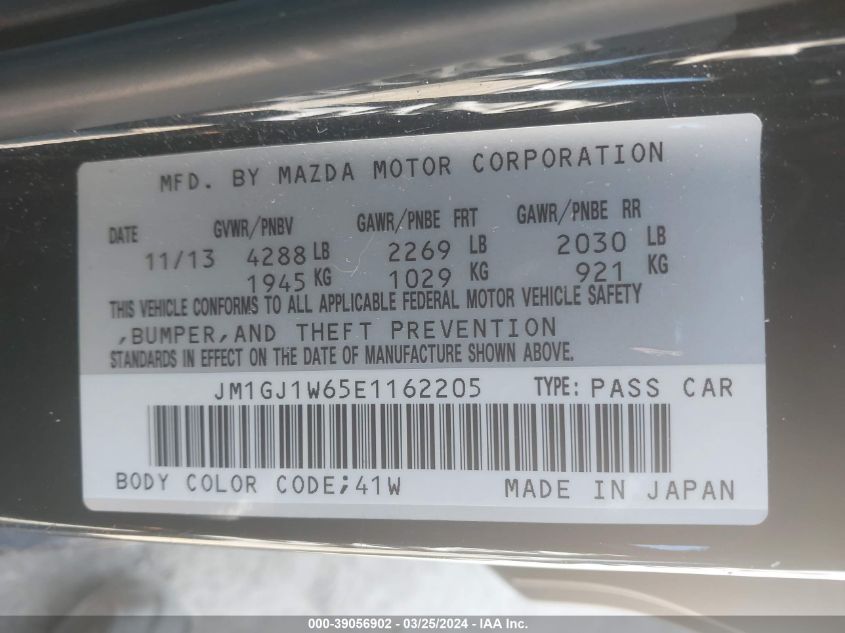 MFD. BY MAZDA MOTOR CORPORATION
DATE GVWR/PNBV GAWR/PNBE FRT GAWR/PNBE RR
11/13 4288 LB 2269 LB 2030 LB
1945 KG 1029 KG 921 KG
THIS VEHICLE CONFORMS TO ALL APPLICABLE FEDERAL MOTOR VEHICLE SAFETY
,BUMPER,AND THEFT PREVENTION
STANDARDS IN EFFECT ON THE DATE OF MANUFACTURE SHOWN ABOVE.
JM1GJ1W65E1162205 TYPE: PASS CAR
BODY COLOR CODE;41W MADE IN JAPAN
000-39056902 - 03/25/2024 - IAA Inc.